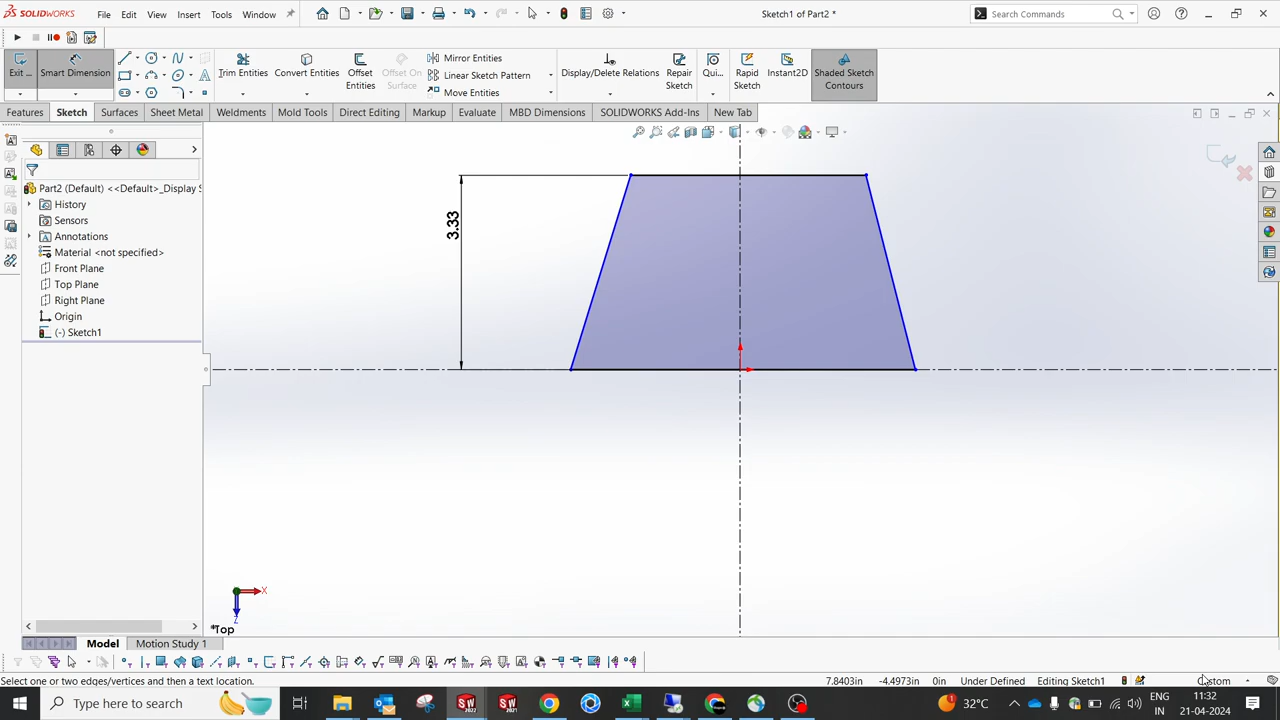 SOLIDWORKS File Edit View Insert Tools Window Sketch1 of Part2 * Search Commands
Exit ... Smart Dimension Trim Entities Convert Entities Offset Entities Offset On Surface Mirror Entities Linear Sketch Pattern Move Entities Display/Delete Relations Repair Sketch Qui... Rapid Sketch Instant2D Shaded Sketch Contours
Features Sketch Surfaces Sheet Metal Weldments Mold Tools Direct Editing Markup Evaluate MBD Dimensions SOLIDWORKS Add-Ins New Tab
Part2 (Default) <<Default>_Display S
History
Sensors
Annotations
Material <not specified>
Front Plane
Top Plane
Right Plane
Origin
(-) Sketch1
3.33
X
Z
*Top
Model Motion Study 1
Select one or two edges/vertices and then a text location. 7.8403in -4.4973in 0in Under Defined Editing Sketch1
Type here to search 32°C ENG IN 11:32 21-04-2024